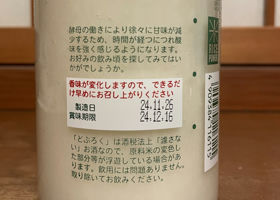 酵母の働きにより徐々に甘味が減
少するため、時間が経つにつれ酸
味を強く感じるようになります。
お好みの飲み頃を探してみてはい
かがでしょうか。
香味が変化しますので、できるだ
け早めにお召し上がりください
製造日 24.11.26
賞味期限 24.12.16
「どぶろく」は酒税法上「濾さない」
お酒なので、原料米の変色し
た部分等が浮遊している場合があ
ります。飲用には問題ありません。
取り除いてお飲みください。